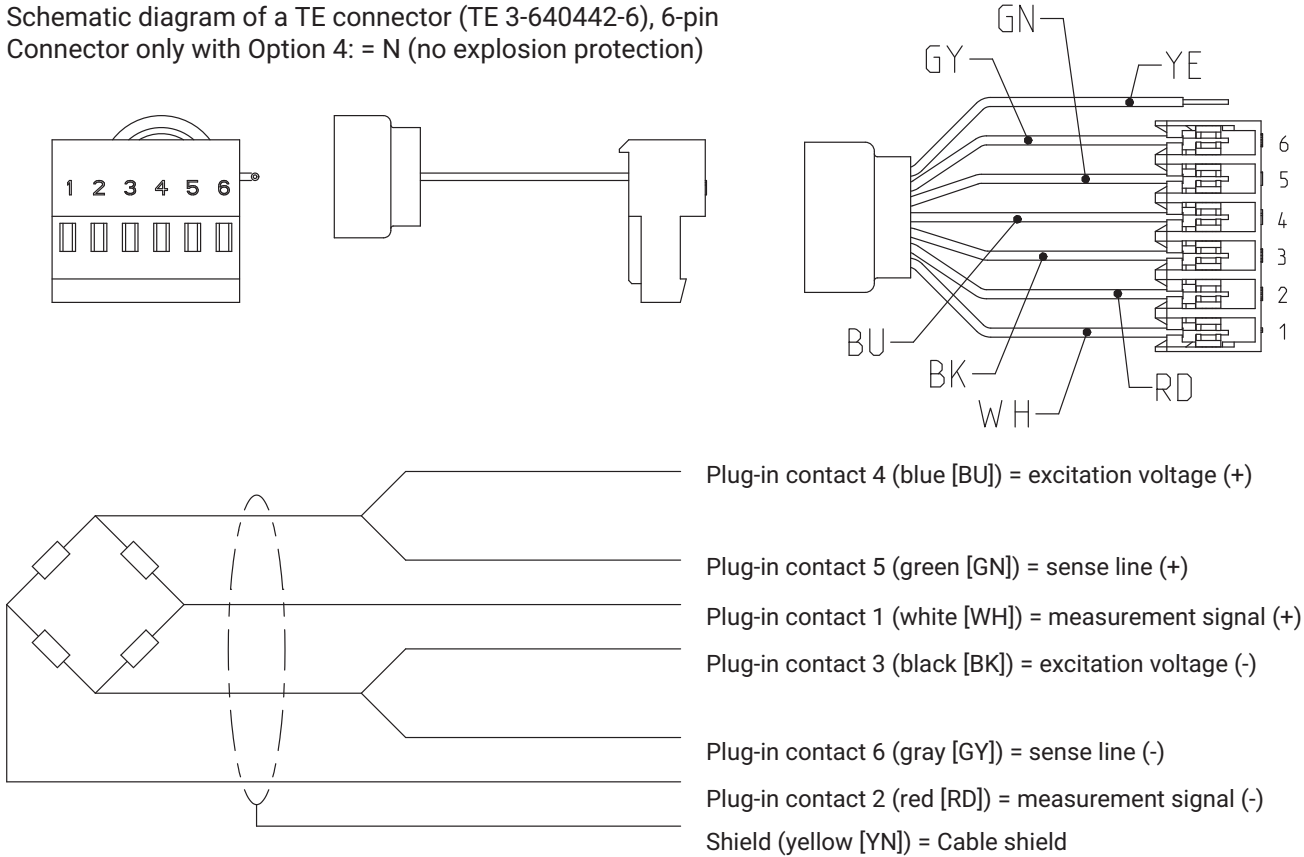 Schematic diagram of a TE connector (TE 3-640442-6), 6-pin
Connector only with Option 4: = N (no explosion protection)
1 2 3 4 5 6
GN
GY
YE
6
5
4
3
2
1
BU
BK
RD
WH
Plug-in contact 4 (blue [BU]) = excitation voltage (+)
Plug-in contact 5 (green [GN]) = sense line (+)
Plug-in contact 1 (white [WH]) = measurement signal (+)
Plug-in contact 3 (black [BK]) = excitation voltage (-)
Plug-in contact 6 (gray [GY]) = sense line (-)
Plug-in contact 2 (red [RD]) = measurement signal (-)
Shield (yellow [YN]) = Cable shield